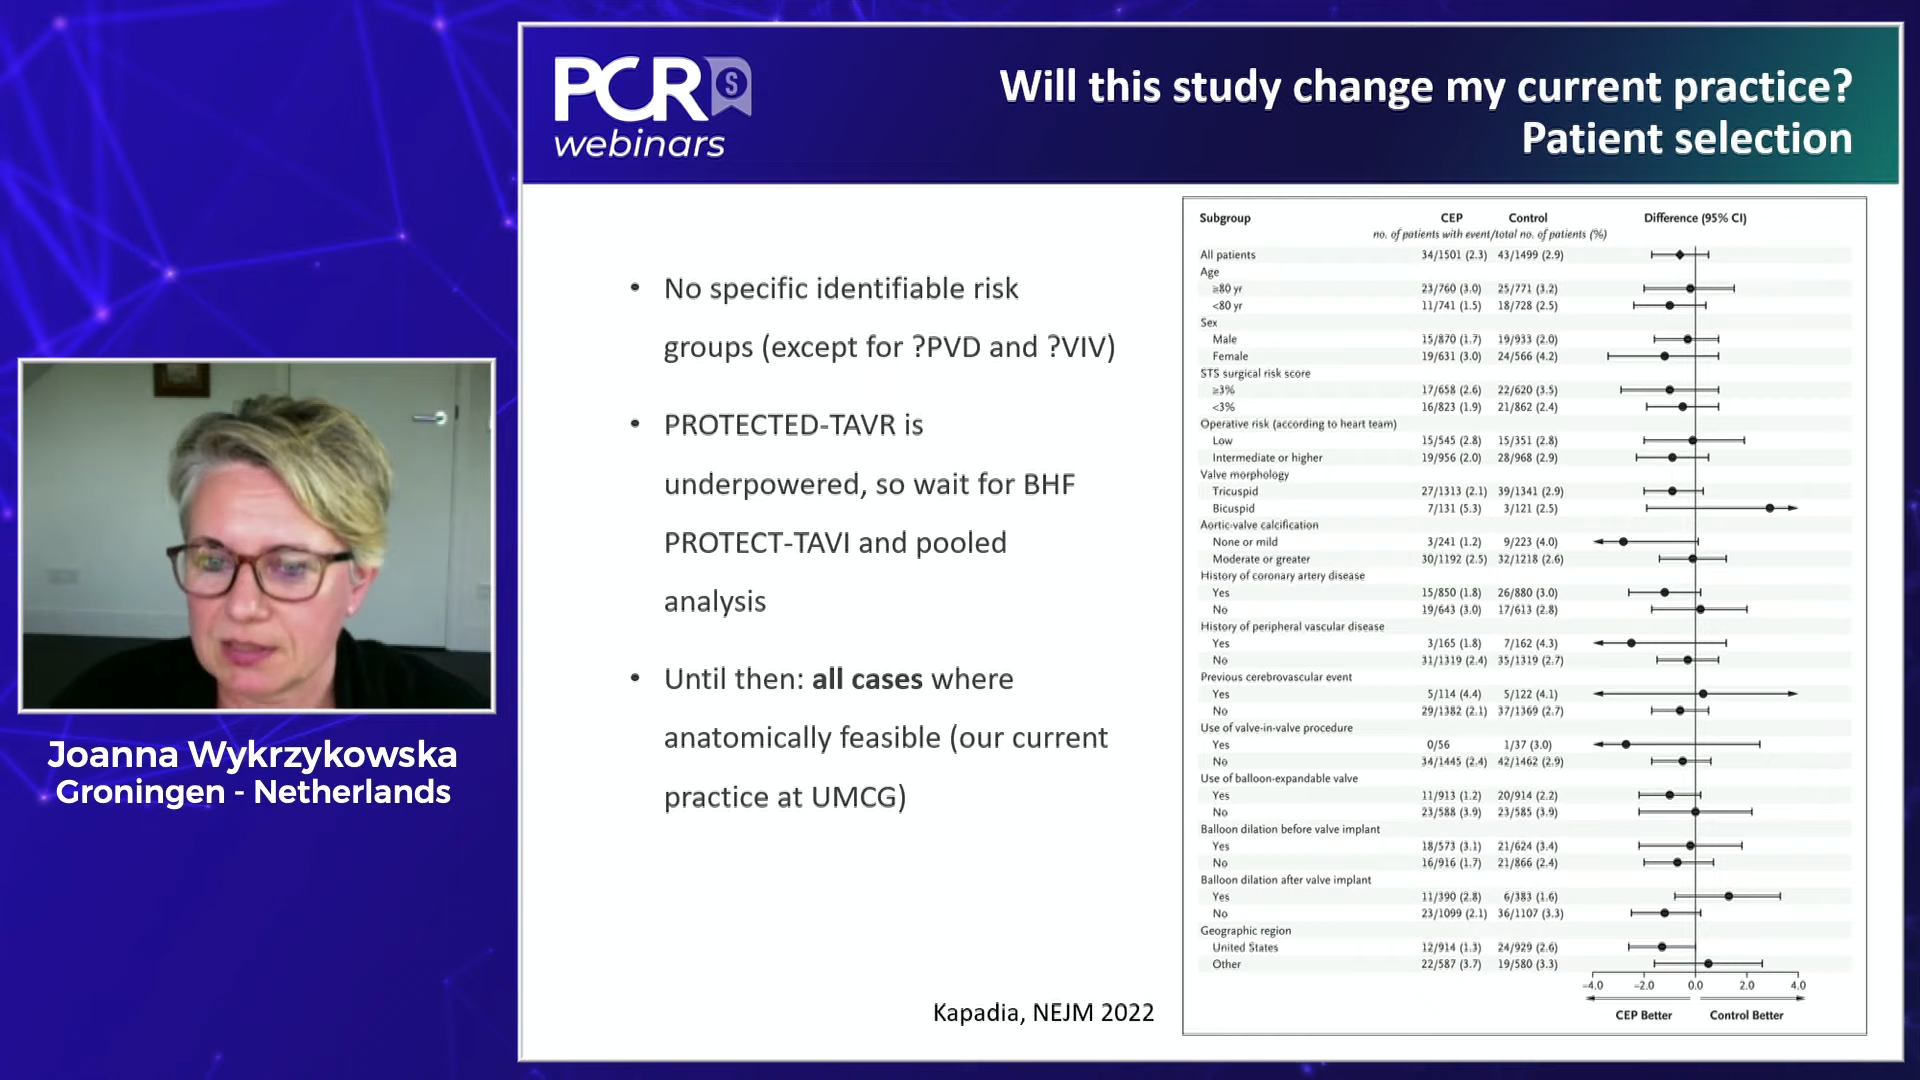 PCR
S
webinars
Will this study change my current practice?
Patient selection
• No specific identifiable risk
groups (except for ?PVD and ?VIV)
• PROTECTED-TAVR is
underpowered, so wait for BHF
PROTECT-TAVI and pooled
analysis
• Until then: all cases where
anatomically feasible (our current
practice at UMCG)
Kapadia, NEJM 2022
Subgroup CEP Control Difference (95% CI)
no. of patients with event/total no. of patients (%)
All patients 34/1501 (2.3) 43/1499 (2.9)
Age
≥80 yr 23/760 (3.0) 25/771 (3.2)
<80 yr 11/741 (1.5) 18/728 (2.5)
Sex
Male 15/870 (1.7) 19/933 (2.0)
Female 19/631 (3.0) 24/566 (4.2)
STS surgical risk score
≥3% 17/658 (2.6) 22/620 (3.5)
<3% 16/823 (1.9) 21/862 (2.4)
Operative risk (according to heart team)
Low 15/545 (2.8) 15/351 (2.8)
Intermediate or higher 19/956 (2.0) 28/968 (2.9)
Valve morphology
Tricuspid 27/1313 (2.1) 39/1341 (2.9)
Bicuspid 7/131 (5.3) 3/121 (2.5)
Aortic-valve calcification
None or mild 3/241 (1.2) 9/223 (4.0)
Moderate or greater 30/1192 (2.5) 32/1218 (2.6)
History of coronary artery disease
Yes 15/850 (1.8) 26/880 (3.0)
No 19/643 (3.0) 17/613 (2.8)
History of peripheral vascular disease
Yes 3/165 (1.8) 7/162 (4.3)
No 31/1319 (2.4) 35/1319 (2.7)
Previous cerebrovascular event
Yes 5/114 (4.4) 5/122 (4.1)
No 29/1382 (2.1) 37/1369 (2.7)
Use of valve-in-valve procedure
Yes 0/56 1/37 (3.0)
No 34/1445 (2.4) 42/1462 (2.9)
Use of balloon-expandable valve
Yes 11/913 (1.2) 20/914 (2.2)
No 23/588 (3.9) 23/585 (3.9)
Balloon dilation before valve implant
Yes 18/573 (3.1) 21/624 (3.4)
No 16/916 (1.7) 21/866 (2.4)
Balloon dilation after valve implant
Yes 11/390 (2.8) 6/383 (1.6)
No 23/1099 (2.1) 36/1107 (3.3)
Geographic region
United States 12/914 (1.3) 24/929 (2.6)
Other 22/587 (3.7) 19/580 (3.3)
−4.0 −2.0 0.0 2.0 4.0
CEP Better Control Better
Joanna Wykrzykowska
Groningen - Netherlands